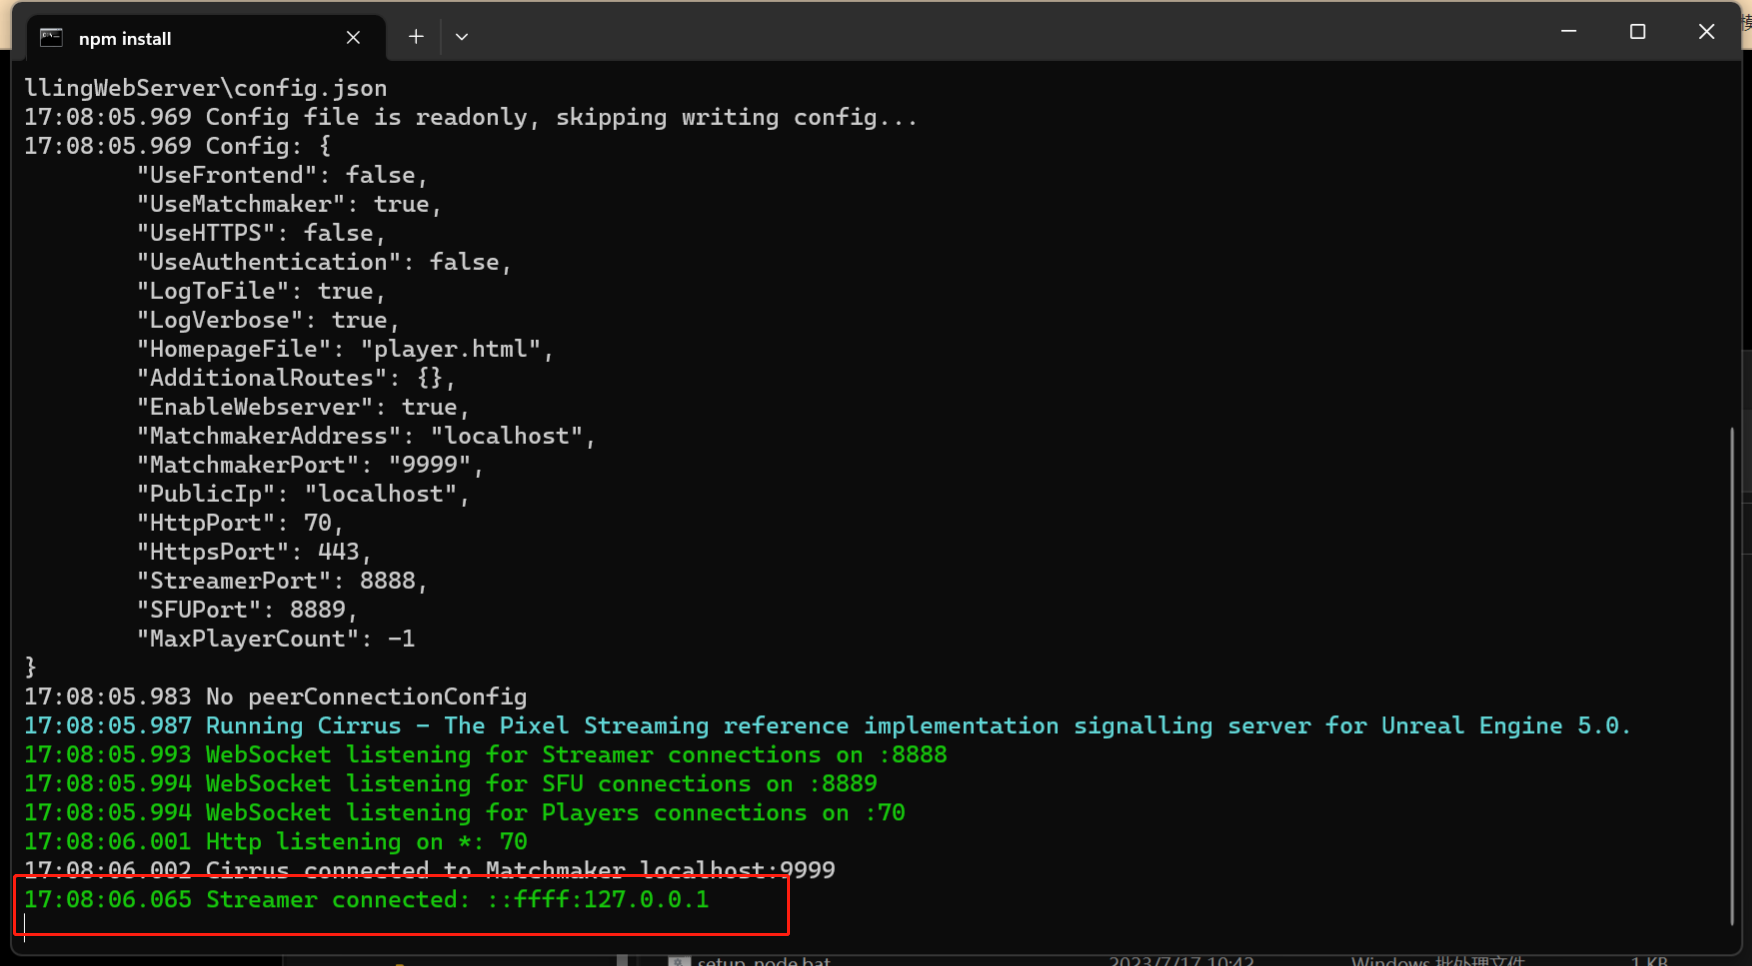 npm install
llingWebServer\config.json
17:08:05.969 Config file is readonly, skipping writing config...
17:08:05.969 Config: {
"UseFrontend": false,
"UseMatchmaker": true,
"UseHTTPS": false,
"UseAuthentication": false,
"LogToFile": true,
"LogVerbose": true,
"HomepageFile": "player.html",
"AdditionalRoutes": {},
"EnableWebserver": true,
"MatchmakerAddress": "localhost",
"MatchmakerPort": "9999",
"PublicIp": "localhost",
"HttpPort": 70,
"HttpsPort": 443,
"StreamerPort": 8888,
"SFUPort": 8889,
"MaxPlayerCount": -1
}
17:08:05.983 No peerConnectionConfig
17:08:05.987 Running Cirrus - The Pixel Streaming reference implementation signalling server for Unreal Engine 5.0.
17:08:05.993 WebSocket listening for Streamer connections on :8888
17:08:05.994 WebSocket listening for SFU connections on :8889
17:08:05.994 WebSocket listening for Players connections on :70
17:08:06.001 Http listening on *: 70
17:08:06.002 Cirrus connected to Matchmaker localhost:9999
17:08:06.065 Streamer connected: ::ffff:127.0.0.1
setup_node.bat 2023/7/17 10:42 Windows 批处理文件 1 KB